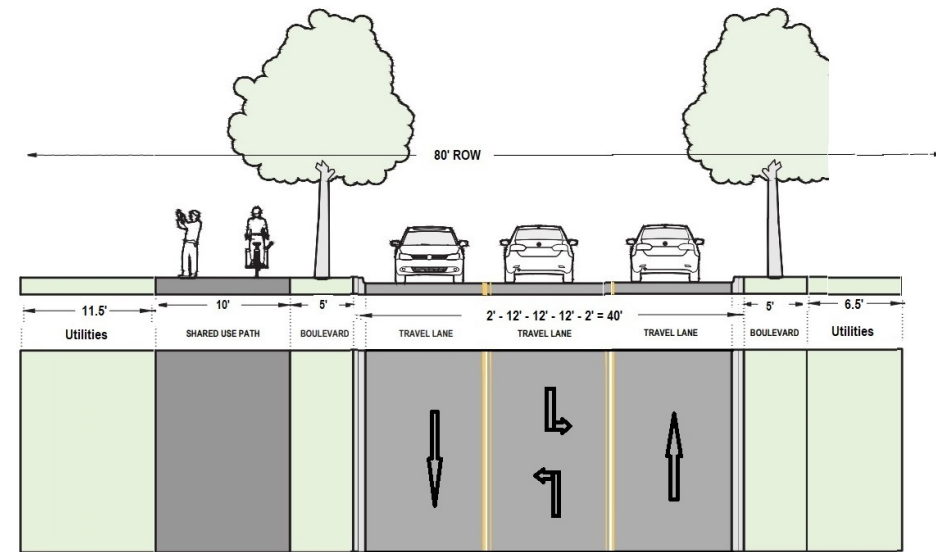 80' ROW
11.5'
10'
5'
2' - 12' - 12' - 12' - 2' = 40'
5'
6.5'
Utilities
SHARED USE PATH
BOULEVARD
TRAVEL LANE
TRAVEL LANE
TRAVEL LANE
BOULEVARD
Utilities